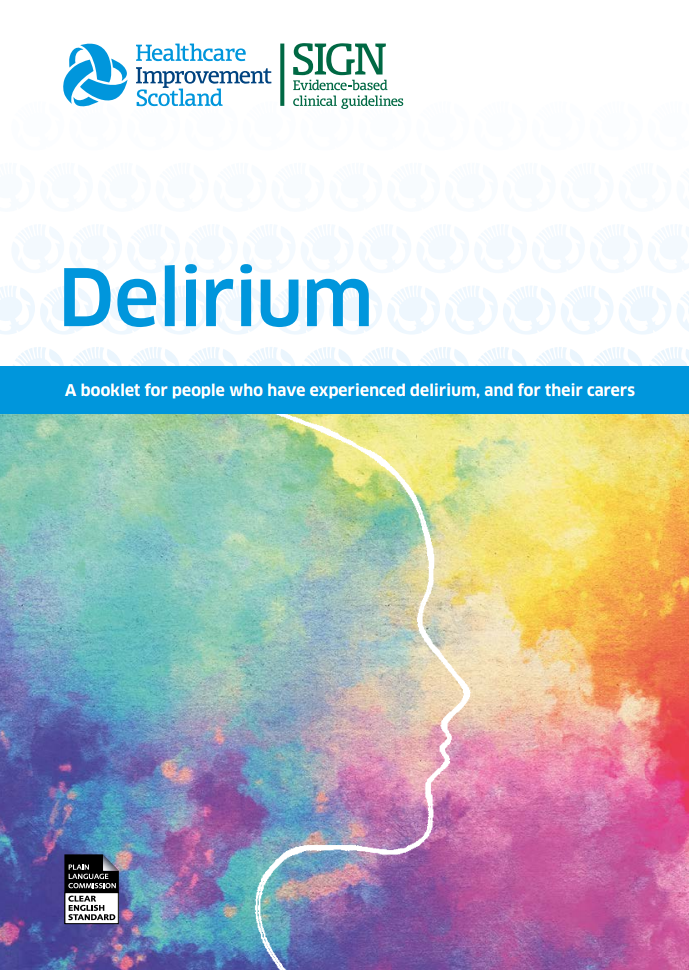 Healthcare
Improvement
Scotland
SIGN
Evidence-based
clinical guidelines
Delirium
A booklet for people who have experienced delirium, and for their carers
PLAIN
LANGUAGE
COMMISSION
CLEAR
ENGLISH
STANDARD